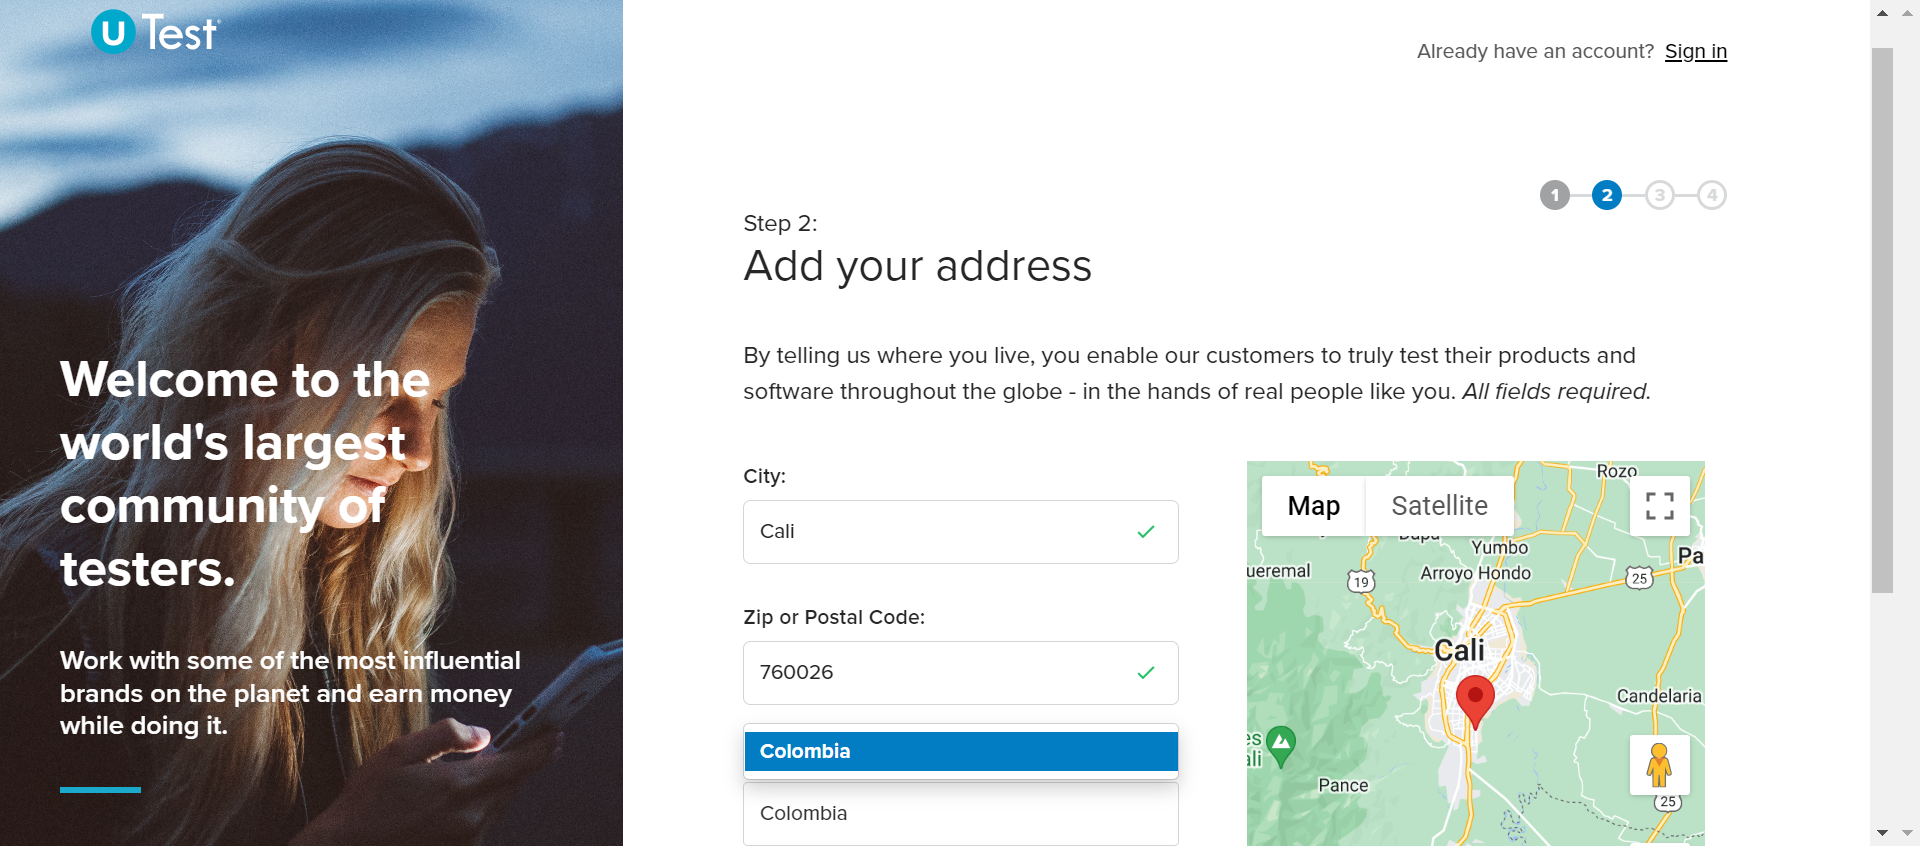 U Test
Welcome to the
world's largest
community of
testers.
Work with some of the most influential
brands on the planet and earn money
while doing it.
Already have an account? Sign in
1 2 3 4
Step 2:
Add your address
By telling us where you live, you enable our customers to truly test their products and
software throughout the globe - in the hands of real people like you. All fields required.
City:
Cali
Zip or Postal Code:
760026
Colombia
Colombia
Map Satellite
Rozo
Yumbo
ueremal
19
Arroyo Hondo
25
Pa
Cali
Candelaria
es
ali
Pance
25